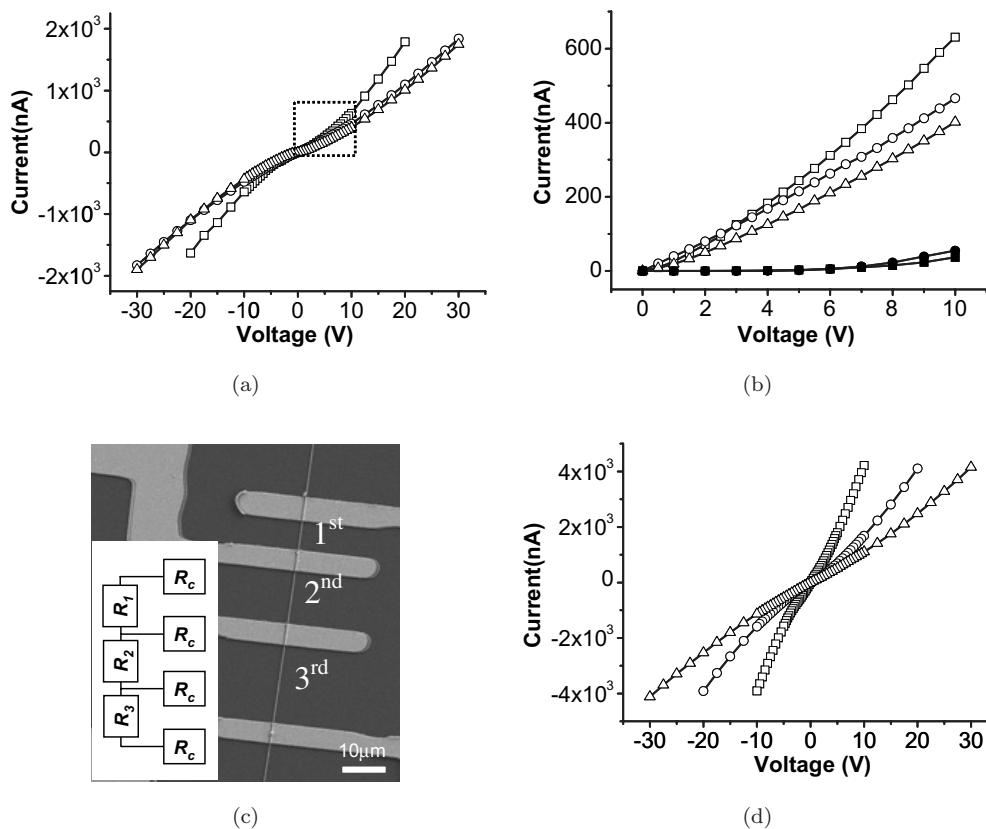 2x10³
1x10³
0
-1x10³
-2x10³
Current(nA)
-30 -20 -10 0 10 20 30
Voltage (V)
(a)
600
400
200
0
Current(nA)
0 2 4 6 8 10
Voltage (V)
(b)
1st
2nd
3rd
10μm
R1
R2
R3
Rc
Rc
Rc
Rc
(c)
4x10³
2x10³
0
-2x10³
-4x10³
Current(nA)
-30 -20 -10 0 10 20 30
Voltage (V)
(d)